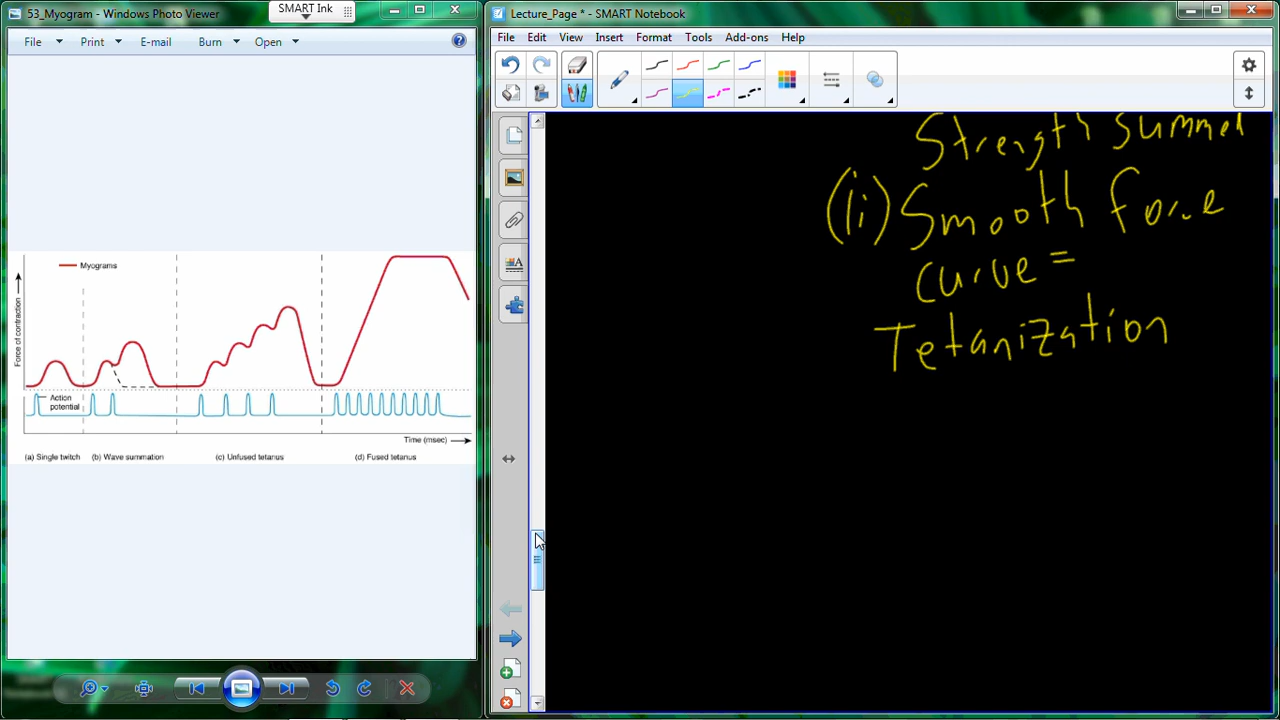 53_Myogram - Windows Photo Viewer
SMART Ink
File Print E-mail Burn Open
Myograms
Force of contraction
Action
potential
Time (msec)
(a) Single twitch (b) Wave summation (c) Unfused tetanus (d) Fused tetanus
Lecture_Page * - SMART Notebook
File Edit View Insert Format Tools Add-ons Help
Strength Summed
(ii) Smooth force
curve =
Tetanization